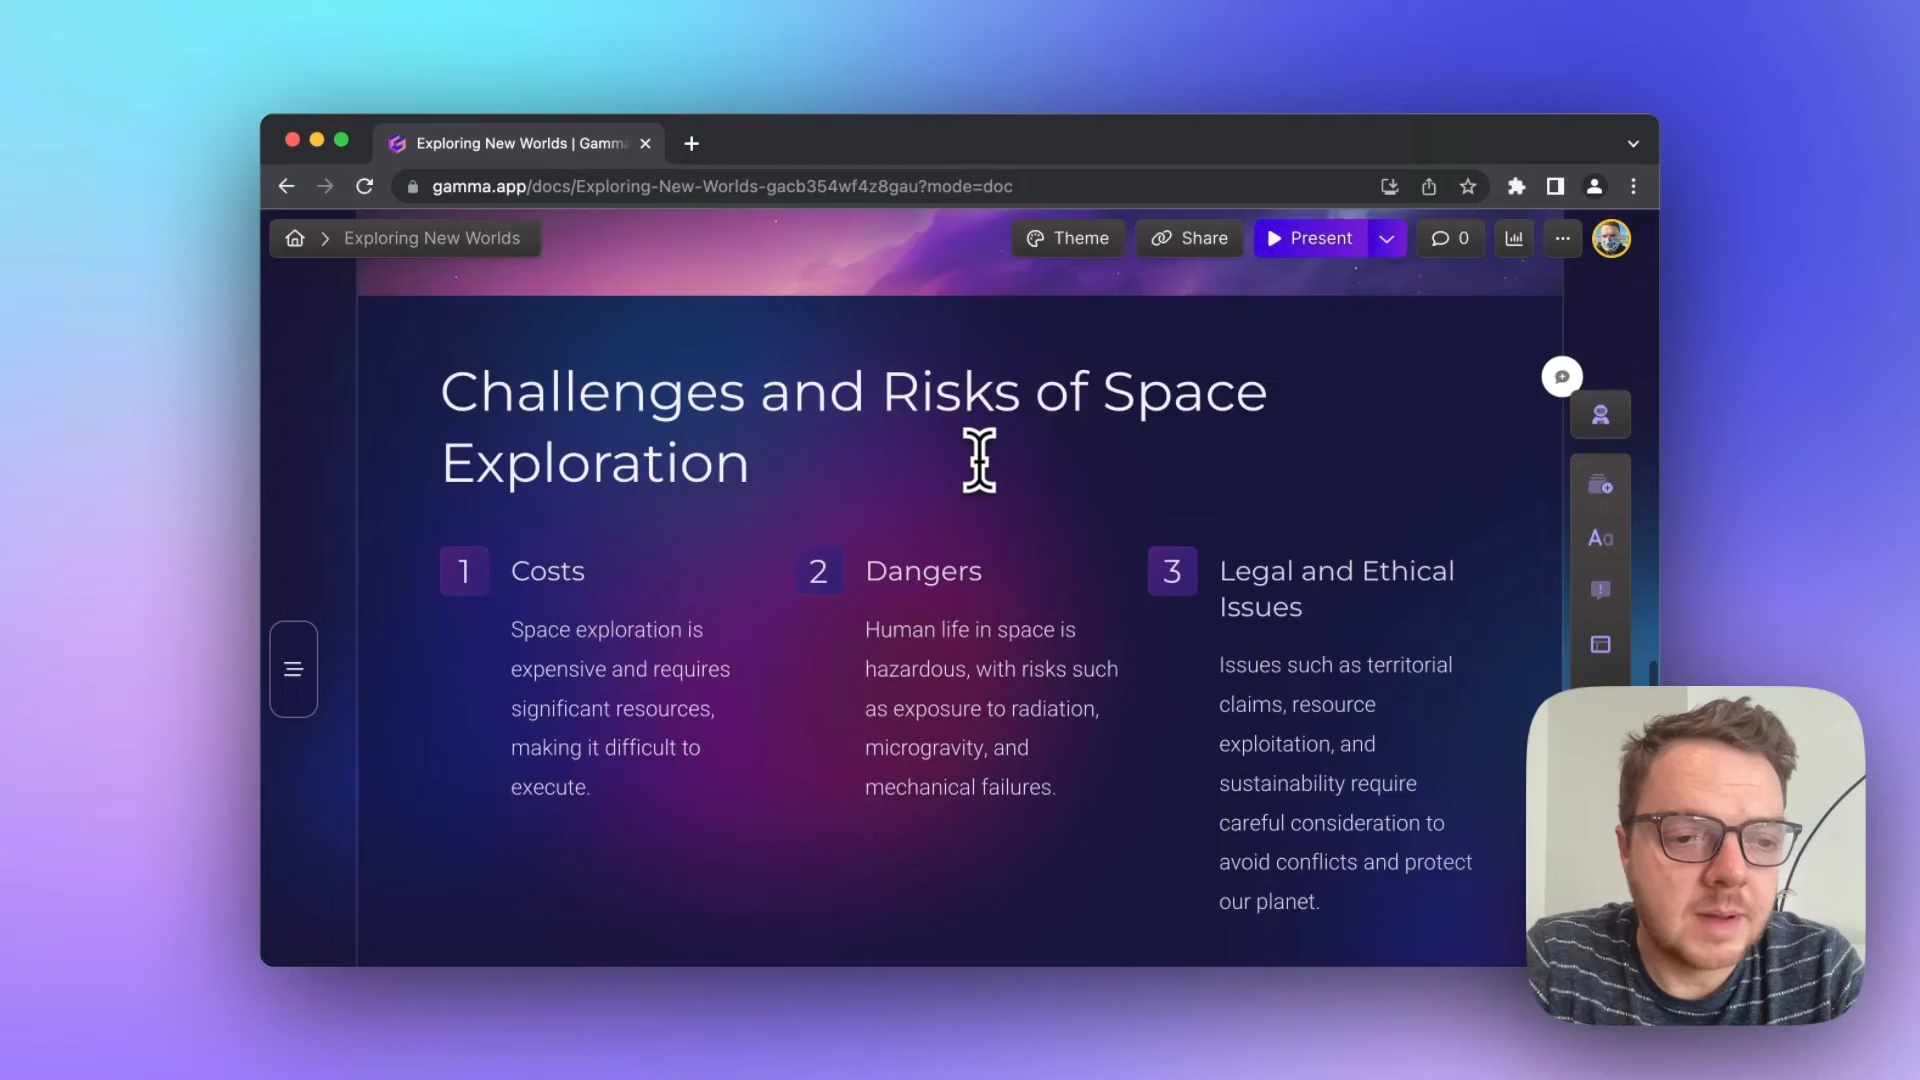 Exploring New Worlds | Gamma
gamma.app/docs/Exploring-New-Worlds-gacb354wf4z8gau?mode=doc
Exploring New Worlds
Theme
Share
Present
0
Challenges and Risks of Space
Exploration
1
Costs
Space exploration is
expensive and requires
significant resources,
making it difficult to
execute.
2
Dangers
Human life in space is
hazardous, with risks such
as exposure to radiation,
microgravity, and
mechanical failures.
3
Legal and Ethical
Issues
Issues such as territorial
claims, resource
exploitation, and
sustainability require
careful consideration to
avoid conflicts and protect
our planet.
Aa